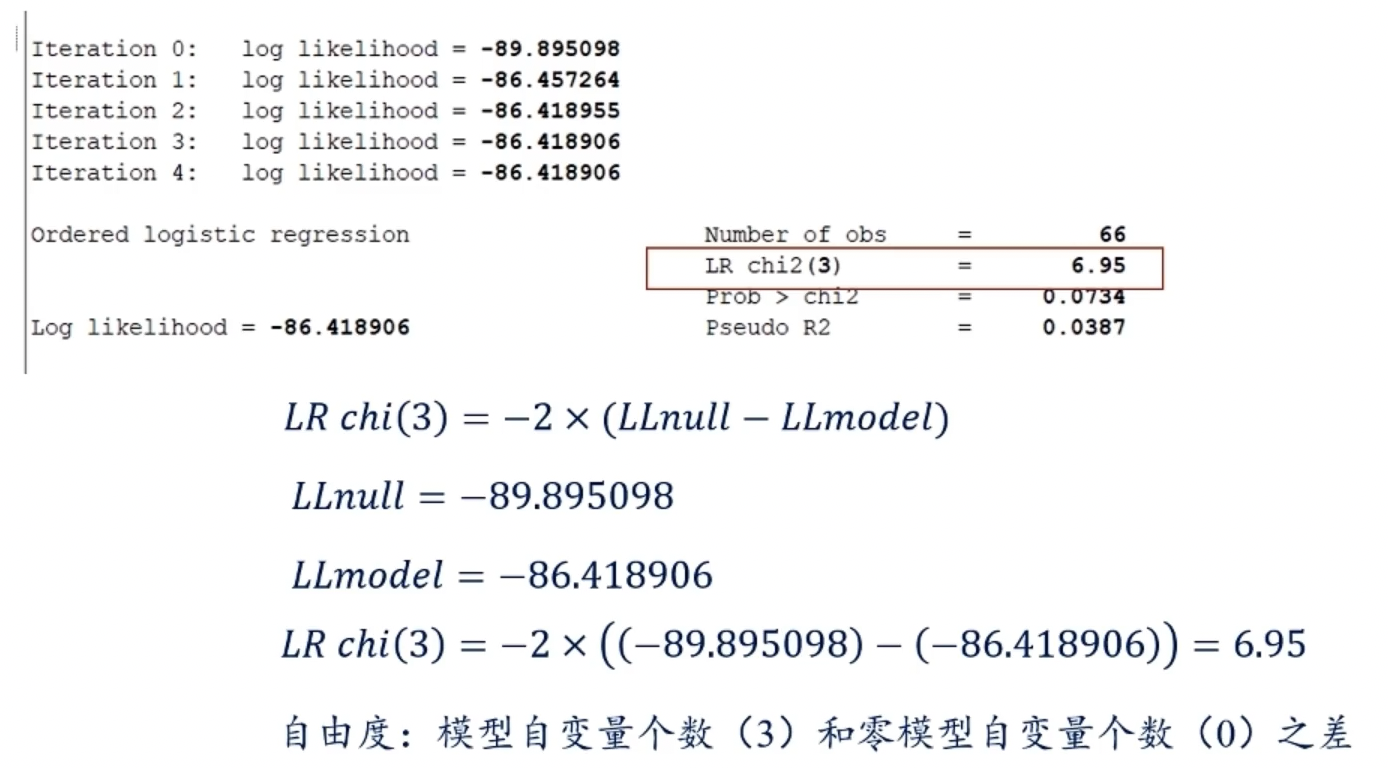 Iteration 0: log likelihood = -89.895098
Iteration 1: log likelihood = -86.457264
Iteration 2: log likelihood = -86.418955
Iteration 3: log likelihood = -86.418906
Iteration 4: log likelihood = -86.418906
Ordered logistic regression Number of obs = 66
LR chi2(3) = 6.95
Prob > chi2 = 0.0734
Log likelihood = -86.418906 Pseudo R2 = 0.0387
LR chi(3) = −2 × (LLnull − LLmodel)
LLnull = −89.895098
LLmodel = −86.418906
LR chi(3) = −2 × ((−89.895098) − (−86.418906)) = 6.95
自由度：模型自变量个数（3）和零模型自变量个数（0）之差